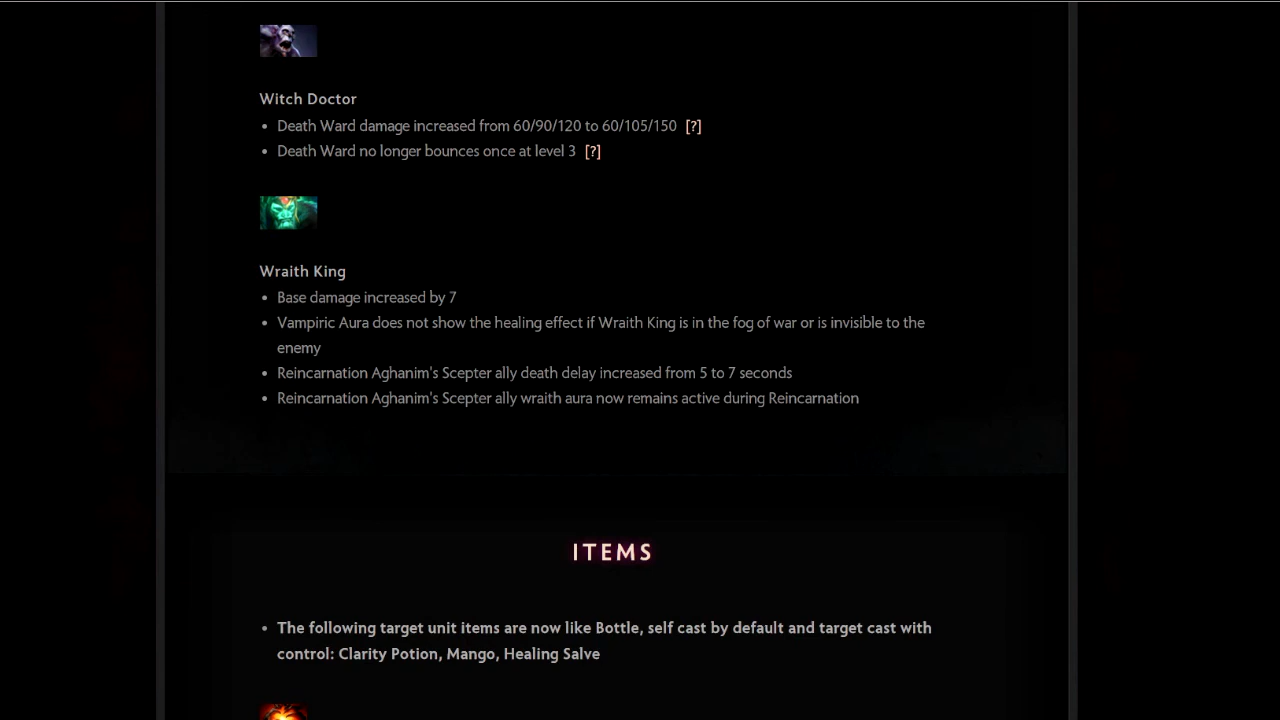 Witch Doctor
• Death Ward damage increased from 60/90/120 to 60/105/150 [?]
• Death Ward no longer bounces once at level 3 [?]
Wraith King
• Base damage increased by 7
• Vampiric Aura does not show the healing effect if Wraith King is in the fog of war or is invisible to the
enemy
• Reincarnation Aghanim's Scepter ally death delay increased from 5 to 7 seconds
• Reincarnation Aghanim's Scepter ally wraith aura now remains active during Reincarnation
ITEMS
• The following target unit items are now like Bottle, self cast by default and target cast with
control: Clarity Potion, Mango, Healing Salve